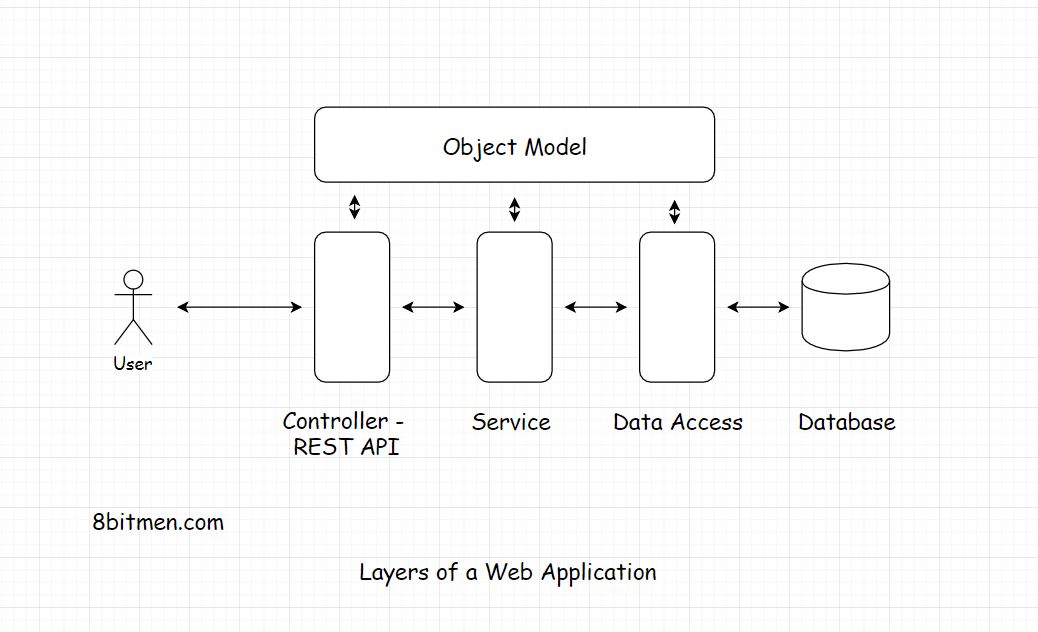 Object Model
User
Controller -
REST API
Service
Data Access
Database
8bitmen.com
Layers of a Web Application